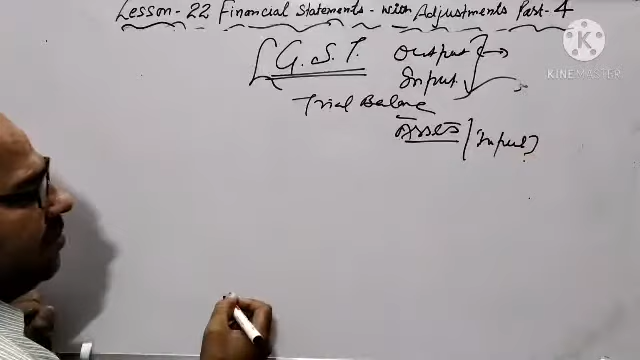 Lesson-22 Financial Statements-with Adjustments Part-4
K
KINEMASTER
G.S.T. Output
Input
Trial Balance
Assets / Input